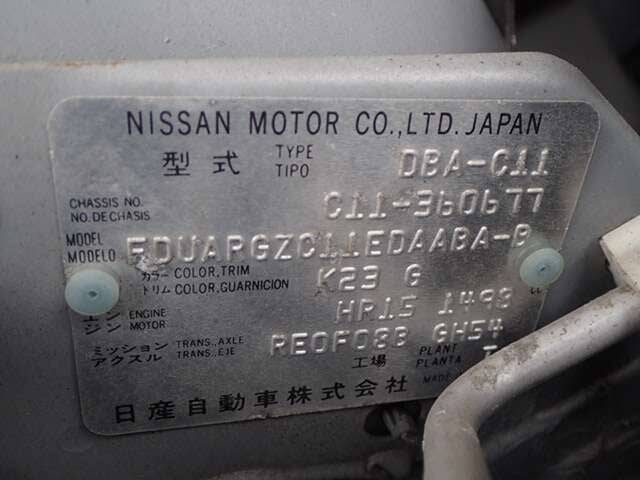 NISSAN MOTOR CO.,LTD. JAPAN
型式 TYPE TIPO DBA-C11
CHASSIS NO. NO. DE CHASIS C11-360677
MODEL MODELO FDUARGZC11EDAABA-B
カラー COLOR,TRIM トリム COLOR,GUARNICION K23 G
エンジン ENGINE MOTOR HR15 1498 cc
ミッション TRANS.,AXLE アクスル TRANS.,EJE RE0F08B GH54
工場 PLANT PLANTA
日産自動車株式会社 MADE